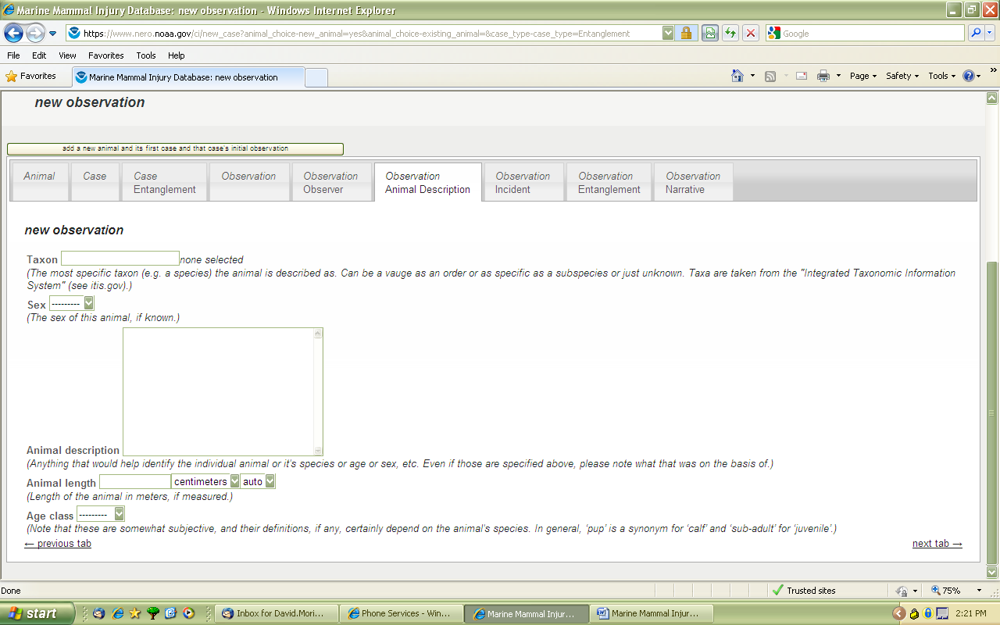 Marine Mammal Injury Database: new observation - Windows Internet Explorer
https://www.nero.noaa.gov/ci/new_case?animal_choice-new_animal=yes&animal_choice-existing_animal=&case_type-case_type=Entanglement
Google
File Edit View Favorites Tools Help
Favorites Marine Mammal Injury Database: new observation Page Safety Tools
new observation
add a new animal and its first case and that case's initial observation
Animal Case Case Observation Observation Observation Observation Observation Observation
Entanglement Observer Animal Description Incident Entanglement Narrative
new observation
Taxon none selected
(The most specific taxon (e.g. a species) the animal is described as. Can be a vauge as an order or as specific as a subspecies or just unknown. Taxa are taken from the "Integrated Taxonomic Information
System" (see itis.gov).)
Sex ---------
(The sex of this animal, if known.)
Animal description
(Anything that would help identify the individual animal or it's species or age or sex, etc. Even if those are specified above, please note what that was on the basis of.)
Animal length centimeters auto
(Length of the animal in meters, if measured.)
Age class ---------
(Note that these are somewhat subjective, and their definitions, if any, certainly depend on the animal's species. In general, ‘pup’ is a synonym for ‘calf’ and ‘sub-adult’ for ‘juvenile’.)
← previous tab next tab →
Done Trusted sites 75%
start Inbox for David.Mori... Phone Services - Win... Marine Mammal Injur... Marine Mammal Injur... 2:21 PM